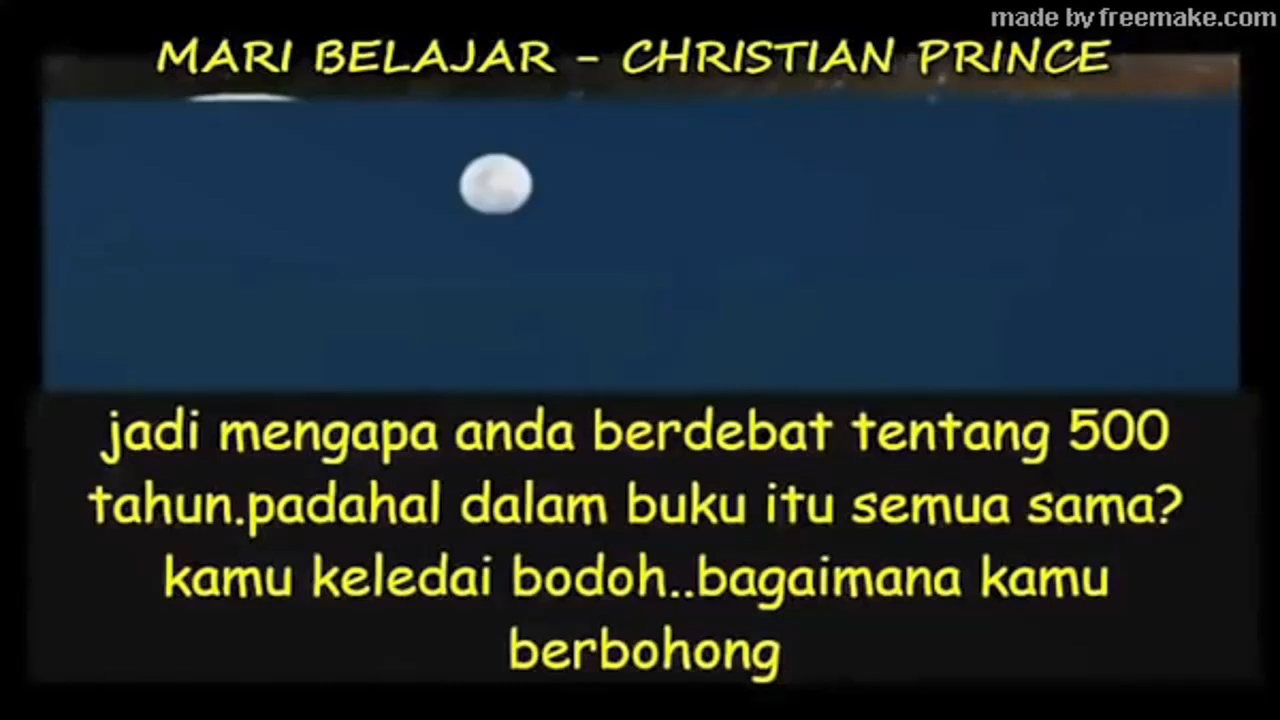 made by freemake.com
MARI BELAJAR - CHRISTIAN PRINCE
jadi mengapa anda berdebat tentang 500
tahun.padahal dalam buku itu semua sama?
kamu keledai bodoh..bagaimana kamu
berbohong